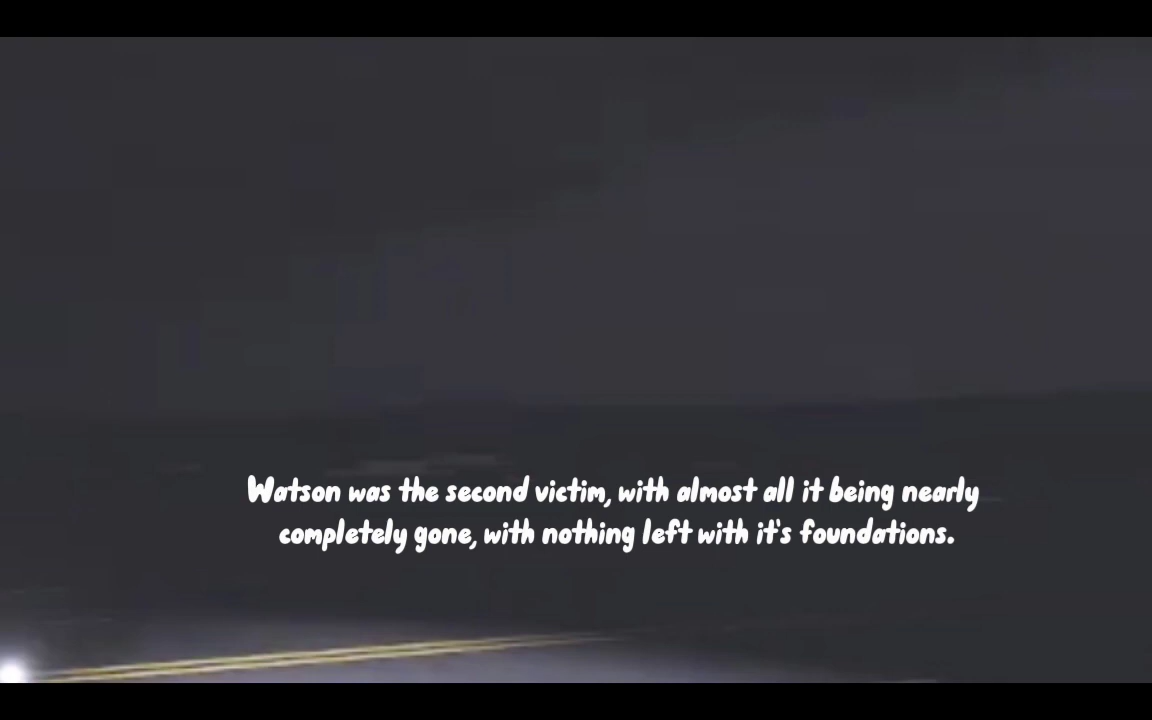 Watson was the second victim, with almost all it being nearly
completely gone, with nothing left with it's foundations.